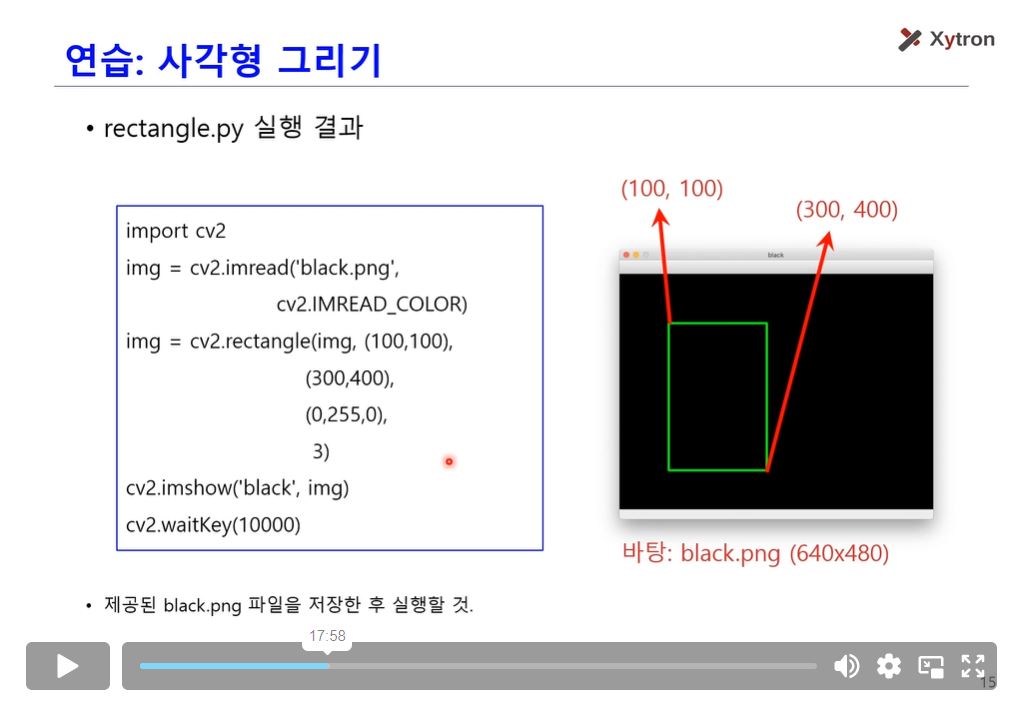 Xytron
연습: 사각형 그리기
• rectangle.py 실행 결과
import cv2
img = cv2.imread('black.png',
cv2.IMREAD_COLOR)
img = cv2.rectangle(img, (100,100),
(300,400),
(0,255,0),
3)
cv2.imshow('black', img)
cv2.waitKey(10000)
(100, 100)
(300, 400)
black
바탕: black.png (640x480)
• 제공된 black.png 파일을 저장한 후 실행할 것.
17:58
15